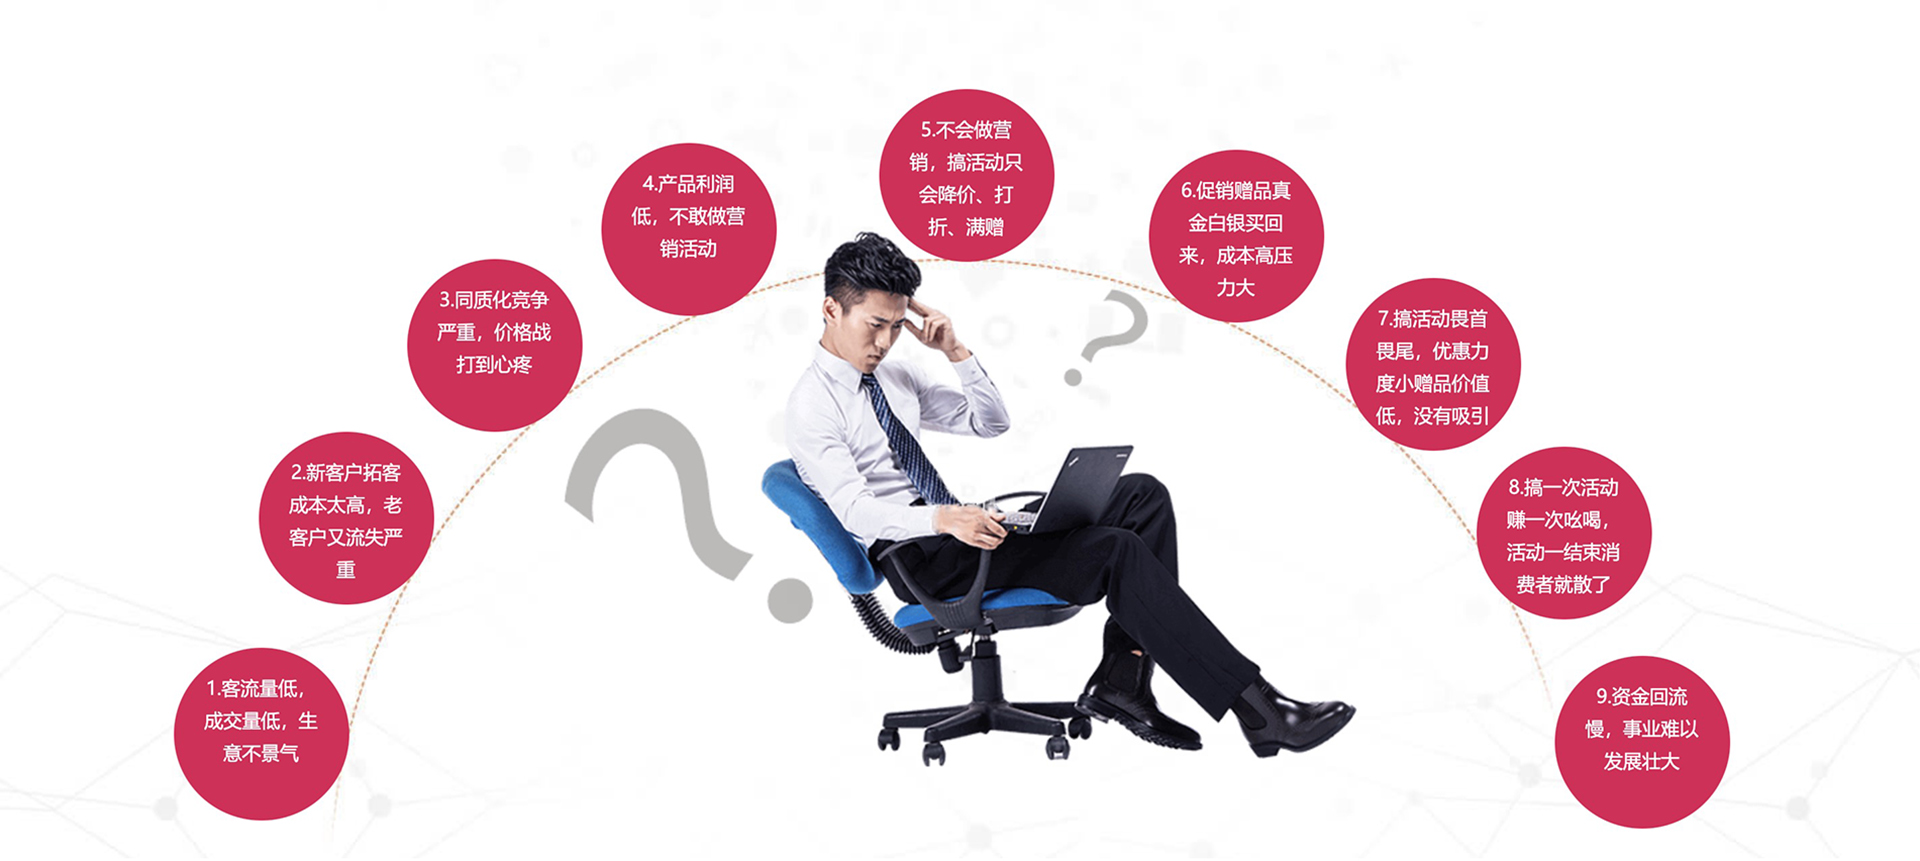 1.客流量低，
成交量低，生
意不景气
2.新客户拓客
成本太高，老
客户又流失严
重
3.同质化竞争
严重，价格战
打到心疼
4.产品利润
低，不敢做营
销活动
5.不会做营
销，搞活动只
会降价、打
折、满赠
6.促销赠品真
金白银买回
来，成本高压
力大
7.搞活动畏首
畏尾，优惠力
度小赠品价值
低，没有吸引
8.搞一次活动
赚一次吆喝，
活动一结束消
费者就散了
9.资金回流
慢，事业难以
发展壮大